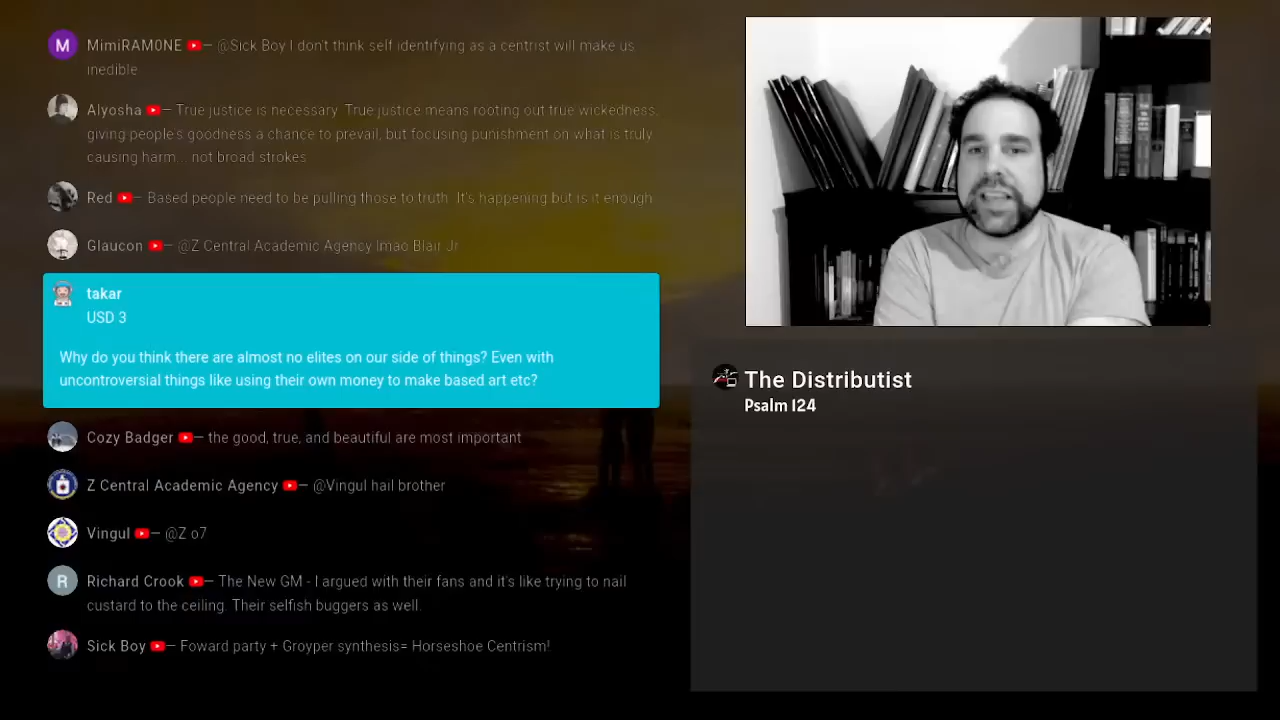 MimiRAM0NE — @Sick Boy I don't think self identifying as a centrist will make us
inedible
Alyosha — True justice is necessary. True justice means rooting out true wickedness,
giving people's goodness a chance to prevail, but focusing punishment on what is truly
causing harm... not broad strokes
Red — Based people need to be pulling those to truth. It's happening but is it enough.
Glaucon — @Z Central Academic Agency lmao Blair Jr
takar
USD 3
Why do you think there are almost no elites on our side of things? Even with
uncontroversial things like using their own money to make based art etc?
Cozy Badger — the good, true, and beautiful are most important
Z Central Academic Agency — @Vingul hail brother
Vingul — @Z o7
R
Richard Crook — The New GM - I argued with their fans and it's like trying to nail
custard to the ceiling. Their selfish buggers as well.
Sick Boy — Foward party + Groyper synthesis= Horseshoe Centrism!
M
The Distributist
Psalm 124